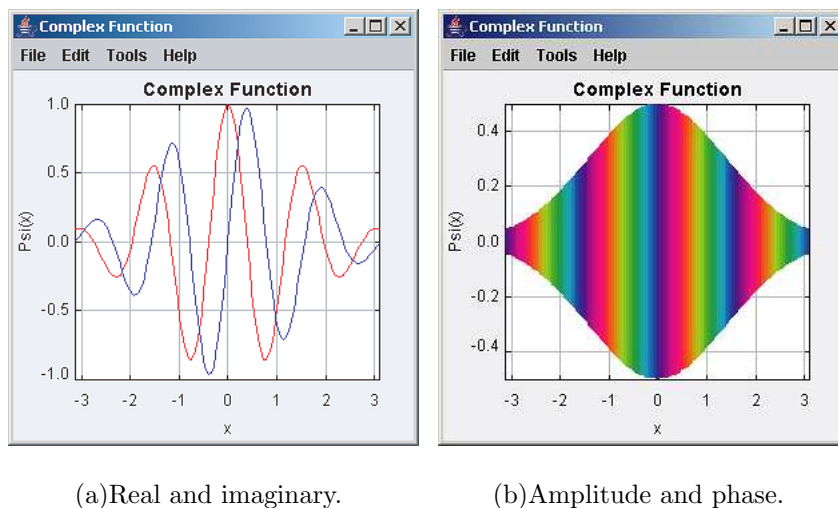 Complex Function
File Edit Tools Help
Complex Function
1.0
0.5
0.0
-0.5
-1.0
Psi(x)
-3 -2 -1 0 1 2 3
x
Complex Function
File Edit Tools Help
Complex Function
0.4
0.2
0.0
-0.2
-0.4
Psi(x)
-3 -2 -1 0 1 2 3
x
(a)Real and imaginary.
(b)Amplitude and phase.